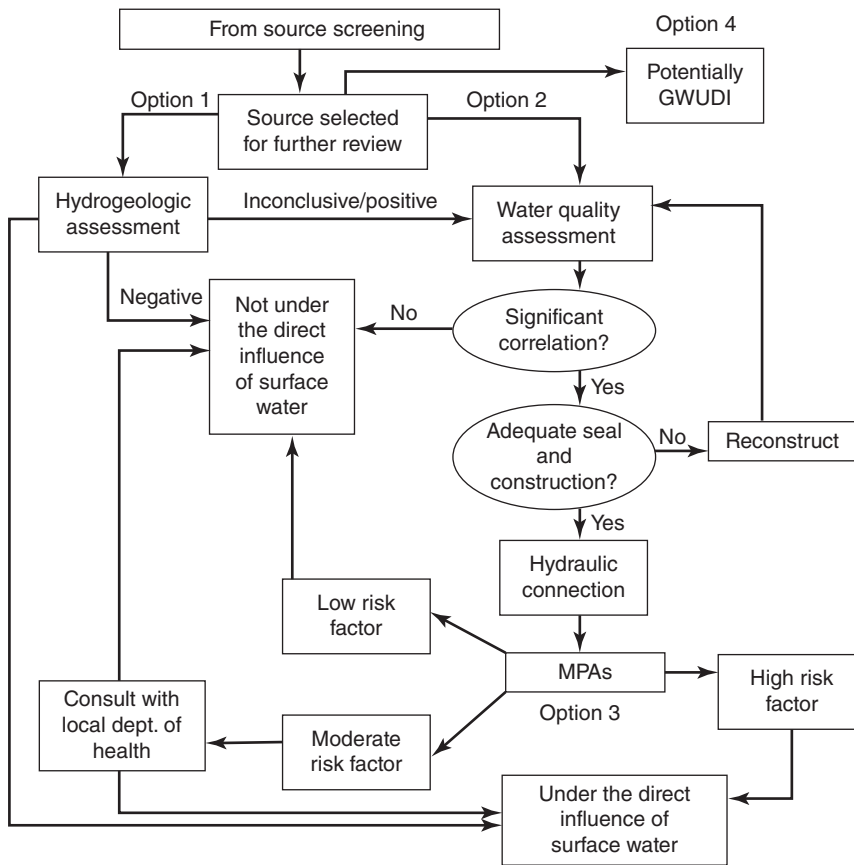 From source screening
Option 4
Potentially
GWUDI
Option 1
Option 2
Source selected
for further review
Hydrogeologic
assessment
Inconclusive/positive
Water quality
assessment
Negative
Not under
the direct
influence
of surface
water
No
Significant
correlation?
Yes
Adequate seal
and
construction?
No
Reconstruct
Yes
Hydraulic
connection
Low risk
factor
MPAs
Option 3
High risk
factor
Consult with
local dept. of
health
Moderate
risk factor
Under the direct
influence of
surface water